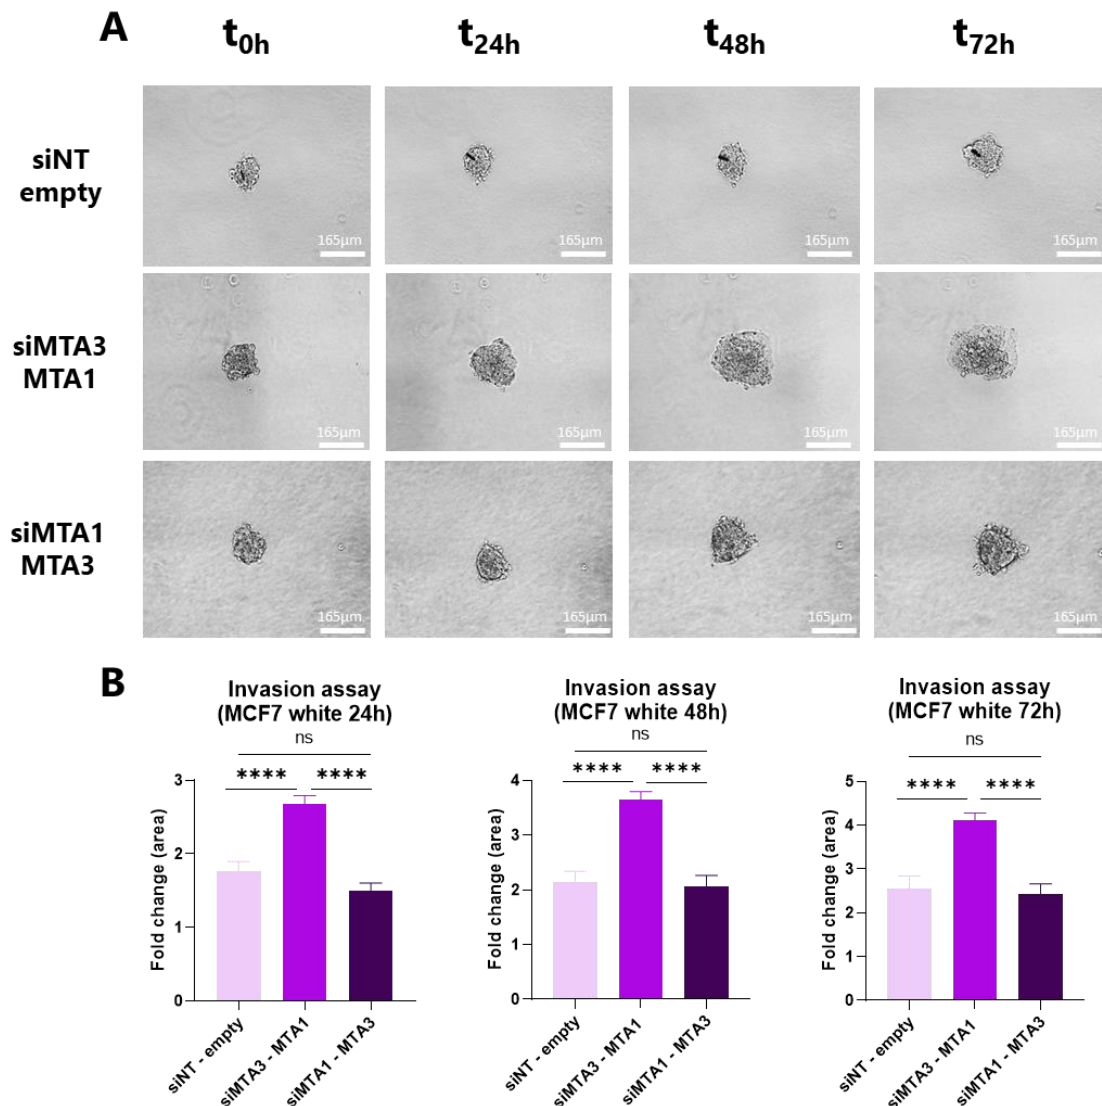 A
t0h t24h t48h t72h
siNT
empty
165µm 165µm 165µm 165µm
siMTA3
MTA1
165µm 165µm 165µm 165µm
siMTA1
MTA3
165µm 165µm 165µm 165µm
B
Invasion assay
(MCF7 white 24h)
ns
**** ****
Fold change (area)
3
2
1
0
siNT - empty
siMTA3 - MTA1
siMTA1 - MTA3
Invasion assay
(MCF7 white 48h)
ns
**** ****
Fold change (area)
4
3
2
1
0
siNT - empty
siMTA3 - MTA1
siMTA1 - MTA3
Invasion assay
(MCF7 white 72h)
ns
**** ****
Fold change (area)
5
4
3
2
1
0
siNT - empty
siMTA3 - MTA1
siMTA1 - MTA3